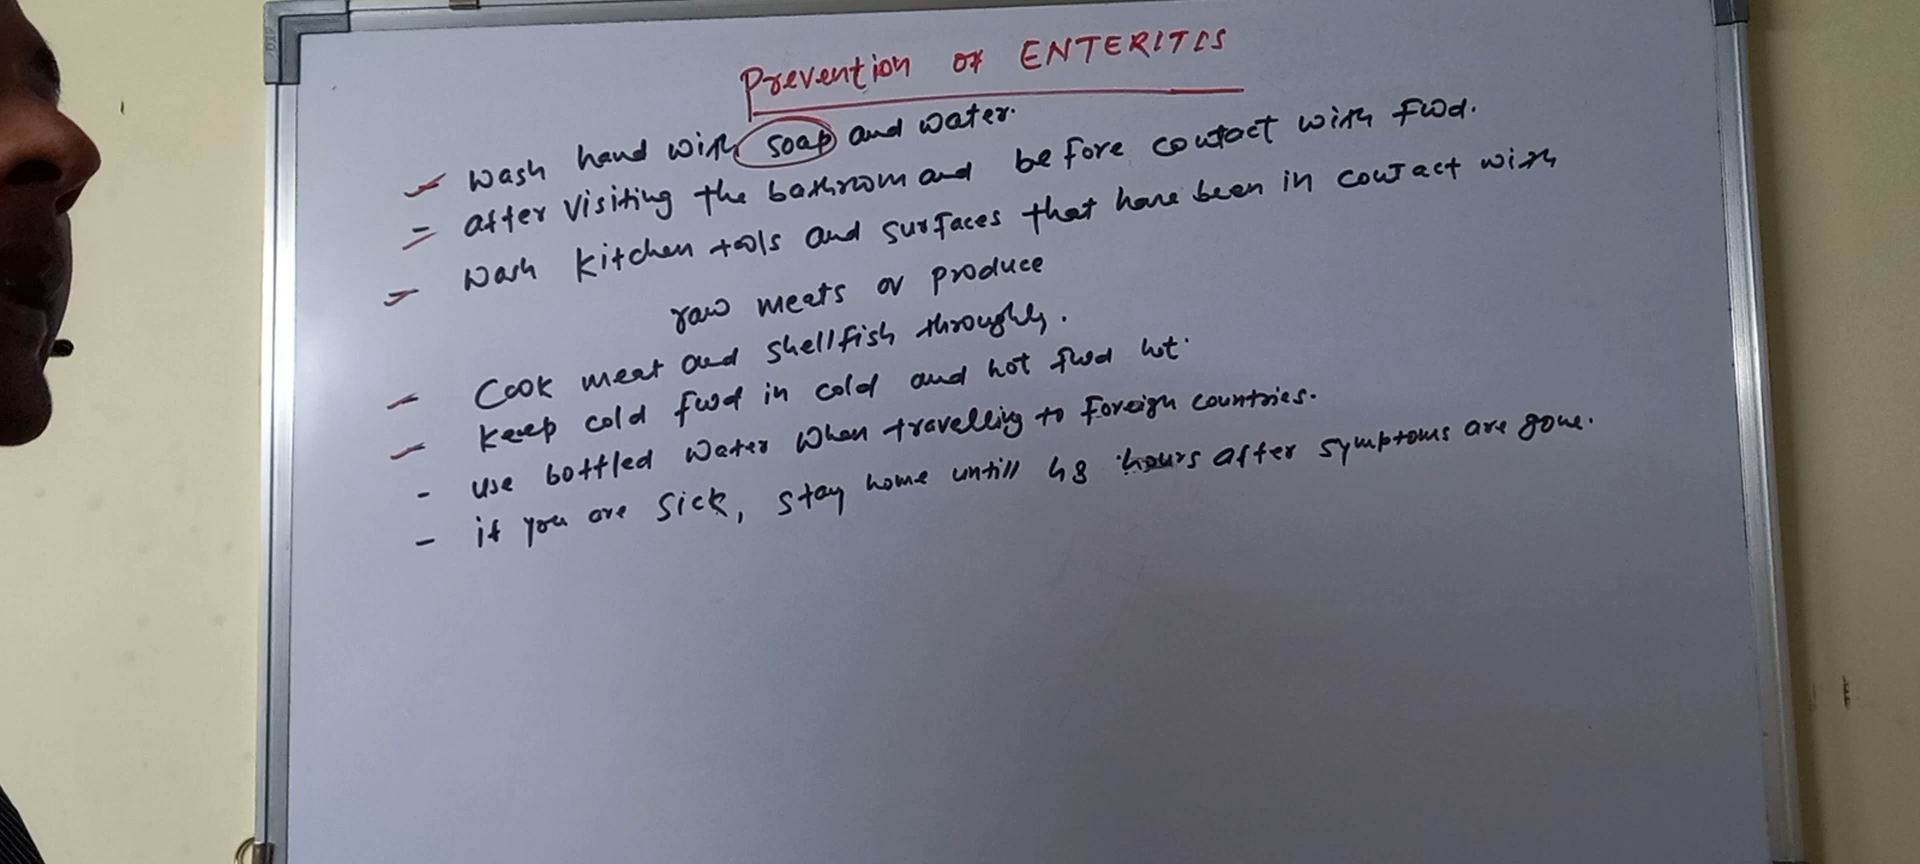 Prevention of ENTERITIS
- Wash hand with soap and water.
- after visiting the bathroom and before contact with food.
- Wash kitchen tools and surfaces that have been in contact with
raw meats or produce
- Cook meat and shellfish throughly.
- Keep cold food in cold and hot food hot.
- Use bottled water when travelling to foreign countries.
- if you are sick, stay home untill 48 hours after symptoms are gone.